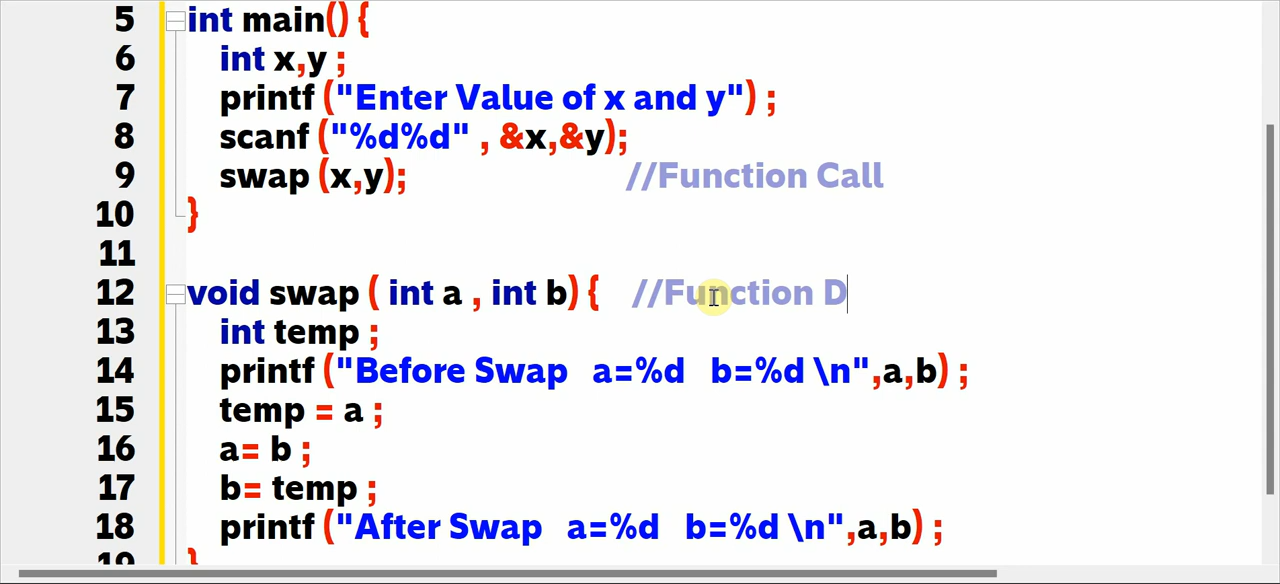 5 int main() {
6 int x,y ;
7 printf ("Enter Value of x and y") ;
8 scanf ("%d%d" , &x,&y);
9 swap (x,y); //Function Call
10 }
11
12 void swap ( int a , int b) { //Function D
13 int temp ;
14 printf ("Before Swap a=%d b=%d \n",a,b) ;
15 temp = a ;
16 a= b ;
17 b= temp ;
18 printf ("After Swap a=%d b=%d \n",a,b) ;
19 }